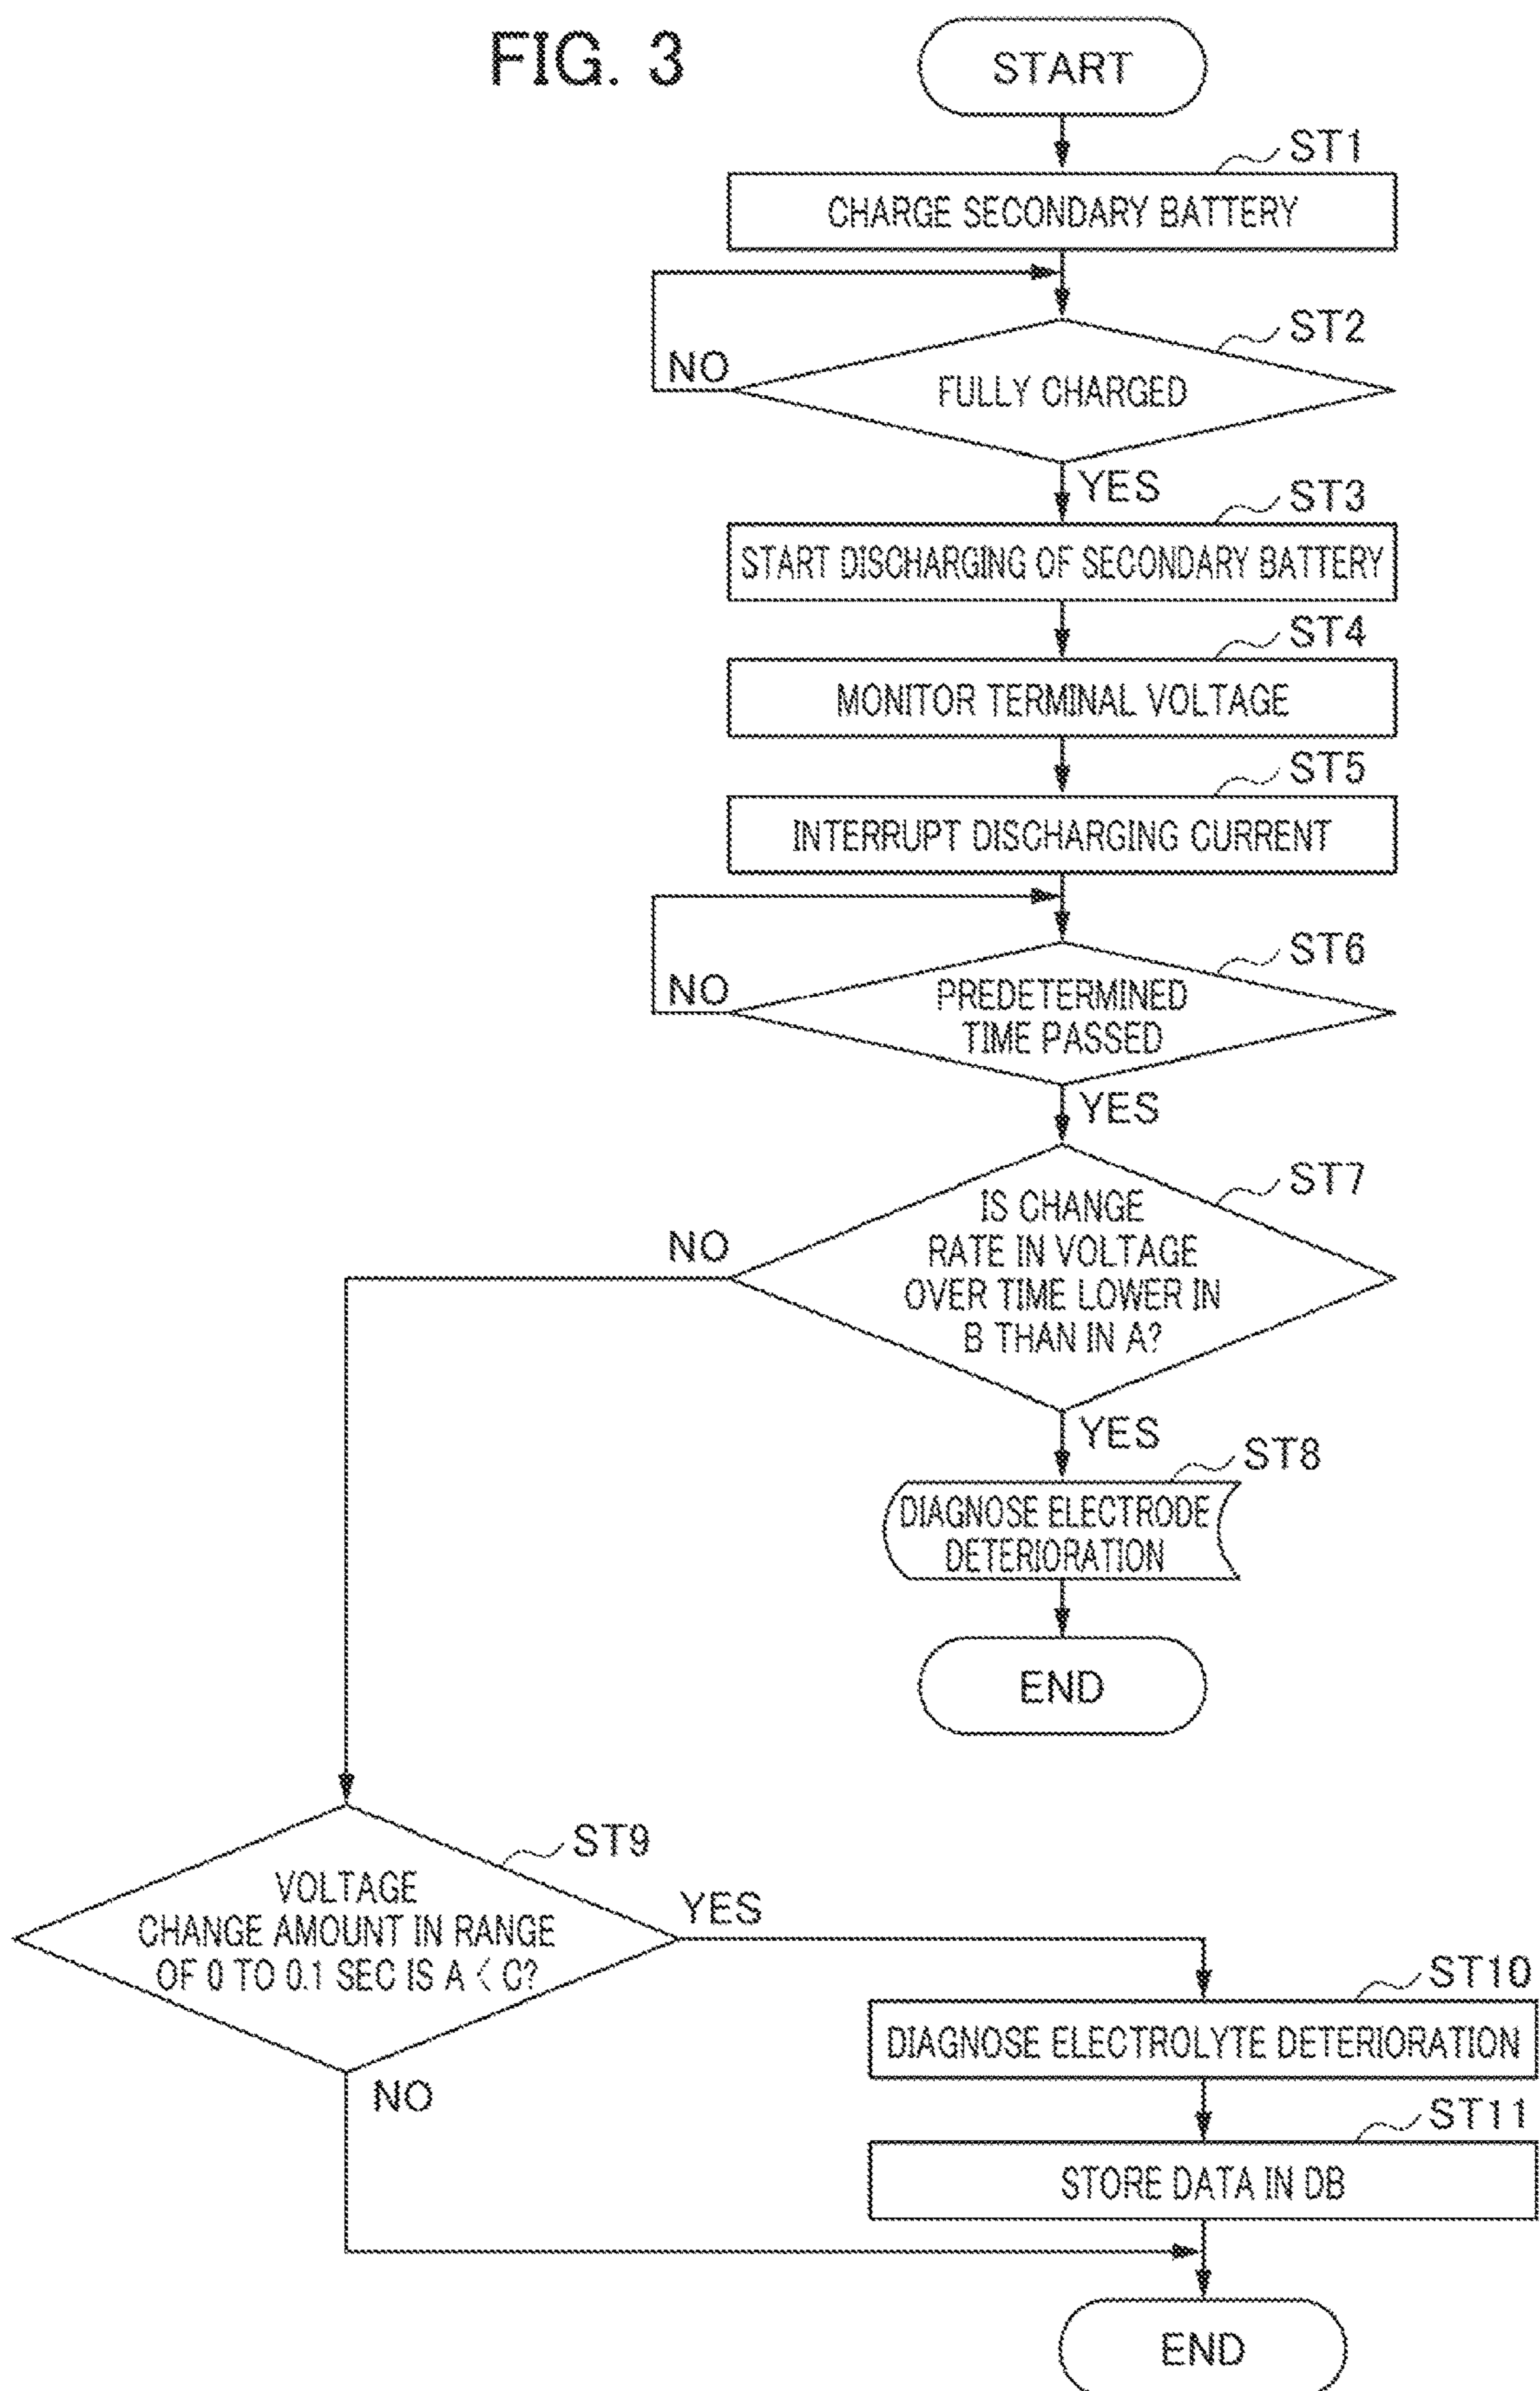 FIG. 3
START
ST1
CHARGE SECONDARY BATTERY
ST2
NO
FULLY CHARGED
YES
ST3
START DISCHARGING OF SECONDARY BATTERY
ST4
MONITOR TERMINAL VOLTAGE
ST5
INTERRUPT DISCHARGING CURRENT
ST6
NO
PREDETERMINED
TIME PASSED
YES
ST7
NO
IS CHANGE
RATE IN VOLTAGE
OVER TIME LOWER IN
B THAN IN A?
YES
ST8
DIAGNOSE ELECTRODE
DETERIORATION
END
ST9
VOLTAGE
CHANGE AMOUNT IN RANGE
OF 0 TO 0.1 SEC IS A < C?
YES
NO
ST10
DIAGNOSE ELECTROLYTE DETERIORATION
ST11
STORE DATA IN DB
END